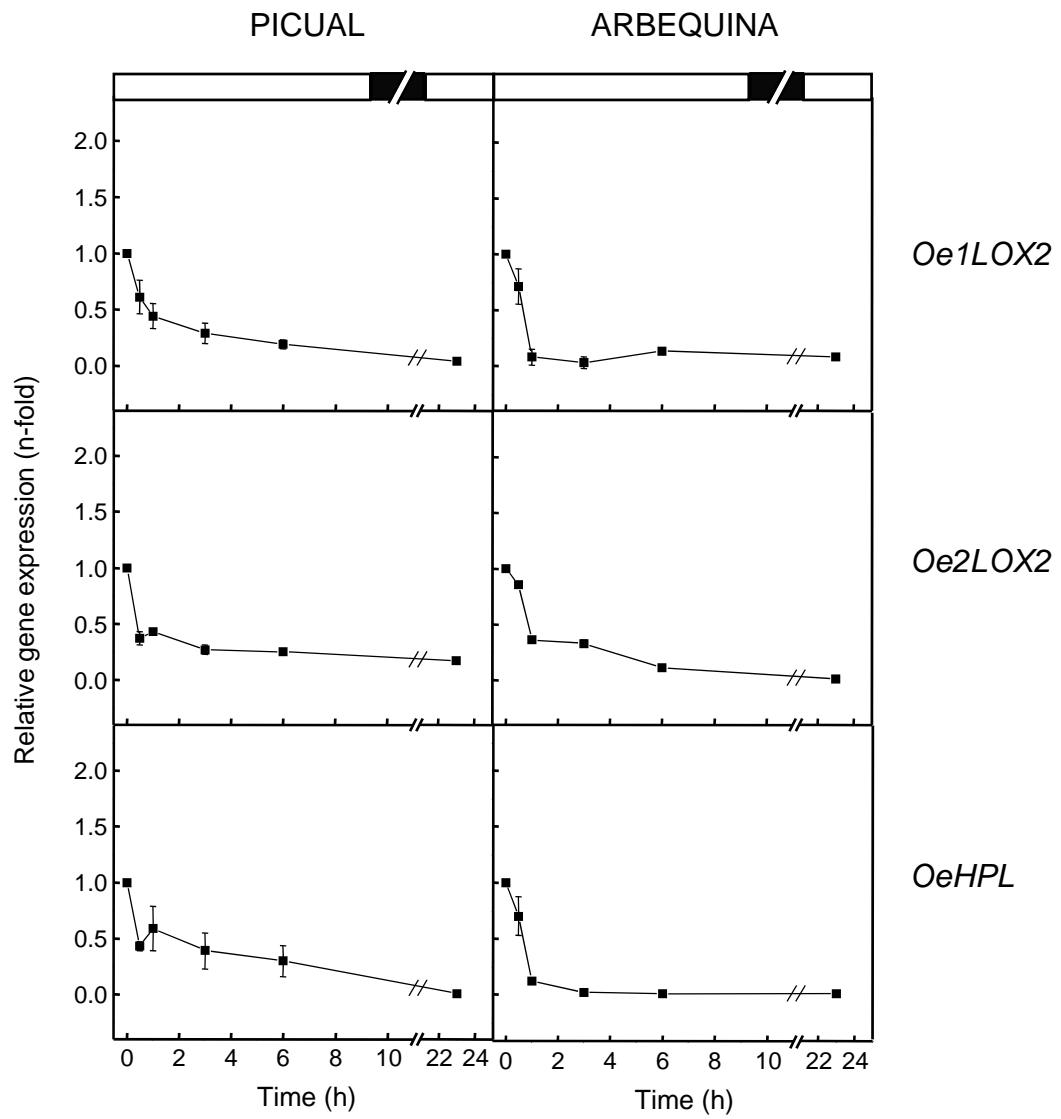 PICUAL ARBEQUINA
2.0
1.5
1.0
0.5
0.0
Oe1LOX2
2.0
1.5
1.0
0.5
0.0
Oe2LOX2
2.0
1.5
1.0
0.5
0.0
OeHPL
Relative gene expression (n-fold)
0 2 4 6 8 10 22 24 0 2 4 6 8 10 22 24
Time (h) Time (h)